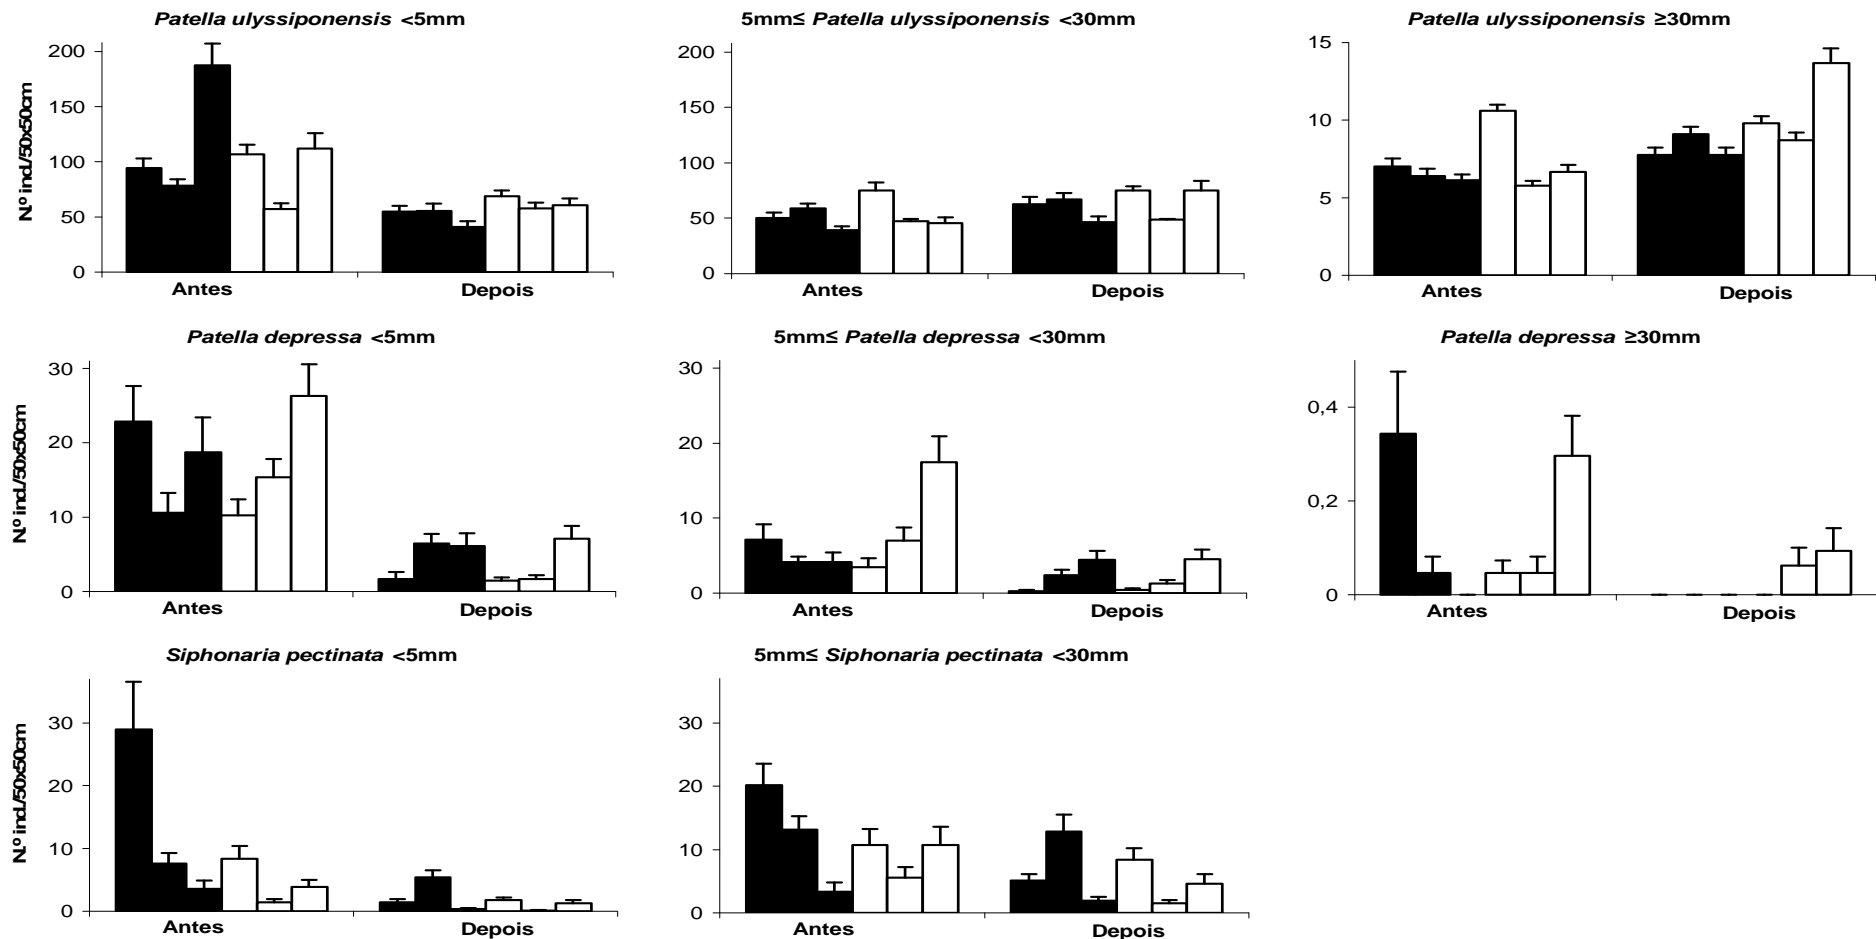 Patella ulyssiponensis <5mm
5mm≤ Patella ulyssiponensis <30mm
Patella ulyssiponensis ≥30mm
N.º ind./50x50cm
200
150
100
50
0
Antes
Depois
200
150
100
50
0
Antes
Depois
15
10
5
0
Antes
Depois
Patella depressa <5mm
5mm≤ Patella depressa <30mm
Patella depressa ≥30mm
N.º ind./50x50cm
30
20
10
0
Antes
Depois
30
20
10
0
Antes
Depois
0,4
0,2
0
Antes
Depois
Siphonaria pectinata <5mm
5mm≤ Siphonaria pectinata <30mm
N.º ind./50x50cm
30
20
10
0
Antes
Depois
30
20
10
0
Antes
Depois